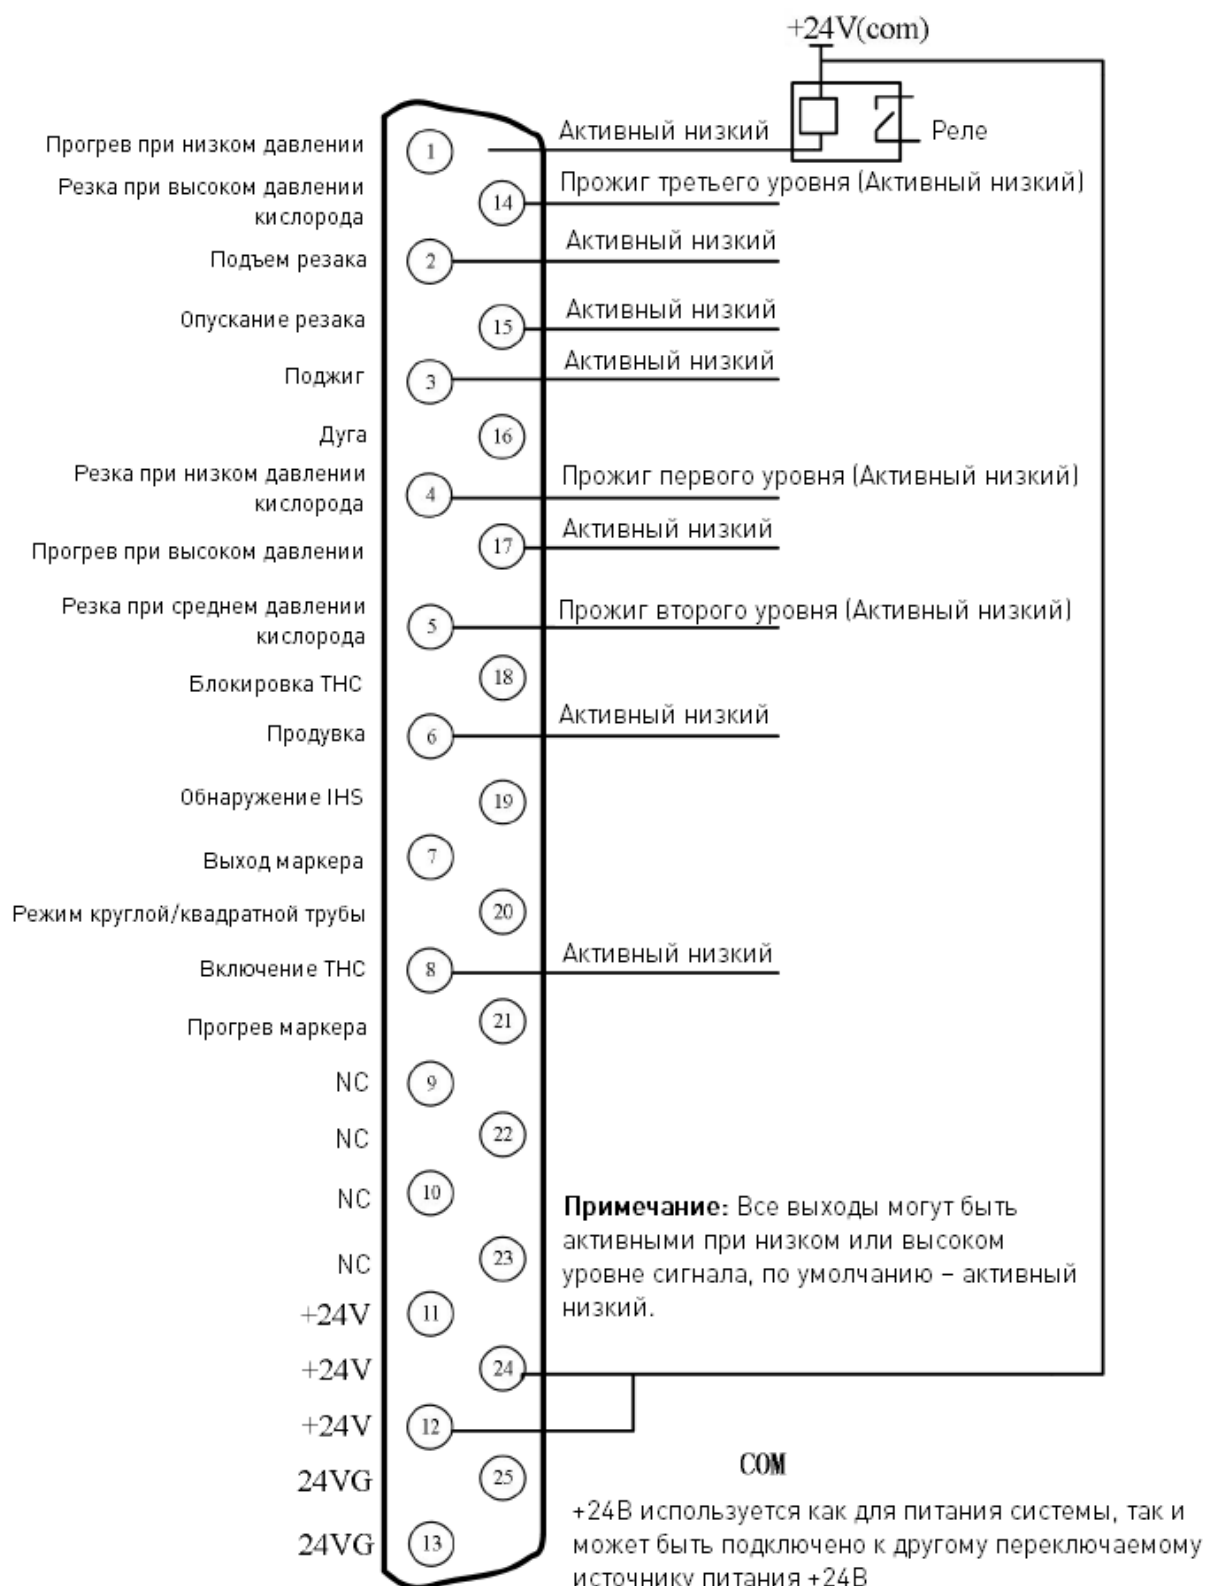 +24V(com)
Реле
Прогрев при низком давлении
1
Активный низкий
Резка при высоком давлении
кислорода
14
Прожиг третьего уровня (Активный низкий)
Подъем резака
2
Активный низкий
Опускание резака
15
Активный низкий
Поджиг
3
Активный низкий
Дуга
16
Резка при низком давлении
кислорода
4
Прожиг первого уровня (Активный низкий)
Прогрев при высоком давлении
17
Активный низкий
Резка при среднем давлении
кислорода
5
Прожиг второго уровня (Активный низкий)
Блокировка THC
18
Продувка
6
Активный низкий
Обнаружение IHS
19
Выход маркера
7
Режим круглой/квадратной трубы
20
Включение THC
8
Активный низкий
Прогрев маркера
21
NC
9
NC
22
NC
10
NC
23
Примечание: Все выходы могут быть
активными при низком или высоком
уровне сигнала, по умолчанию – активный
низкий.
+24V
11
+24V
24
+24V
12
24VG
25
24VG
13
COM
+24В используется как для питания системы, так и
может быть подключено к другому переключаемому
источнику питания +24В